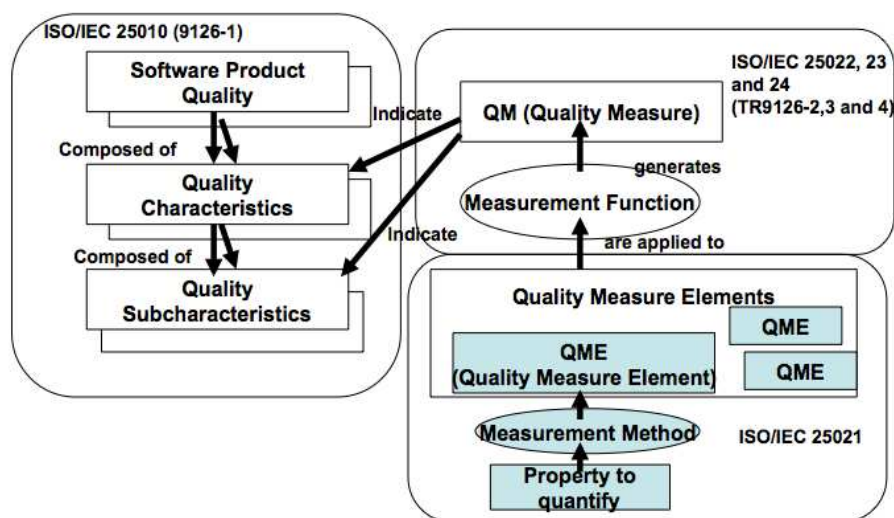 ISO/IEC 25010 (9126-1)
Software Product
Quality
Composed of
Quality
Characteristics
Composed of
Quality
Subcharacteristics
Indicate
Indicate
QM (Quality Measure)
ISO/IEC 25022, 23
and 24
(TR9126-2,3 and 4)
generates
Measurement Function
are applied to
Quality Measure Elements
QME
QME
(Quality Measure Element)
QME
Measurement Method
ISO/IEC 25021
Property to
quantify